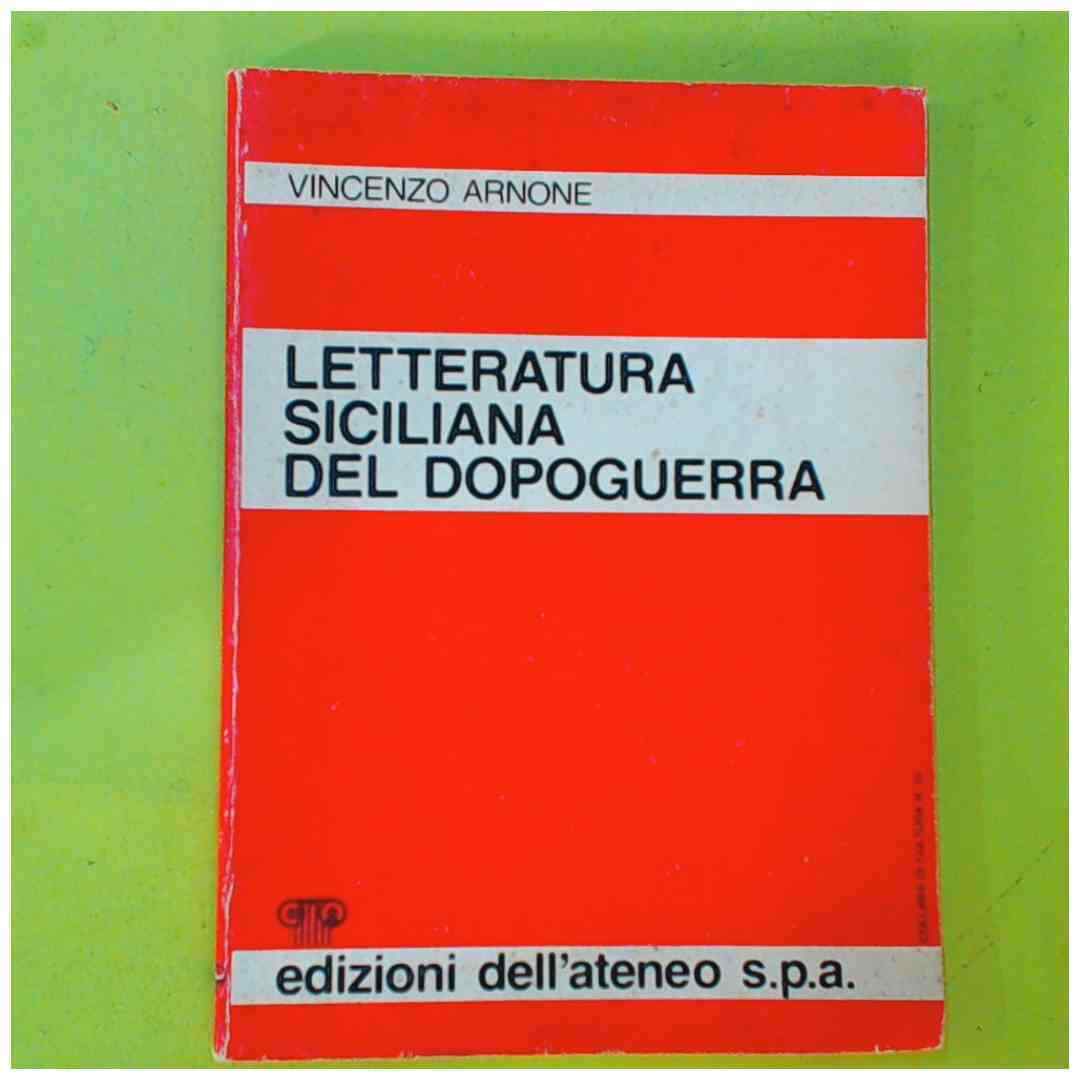 VINCENZO ARNONE
LETTERATURA
SICILIANA
DEL DOPOGUERRA
edizioni dell'ateneo s.p.a.